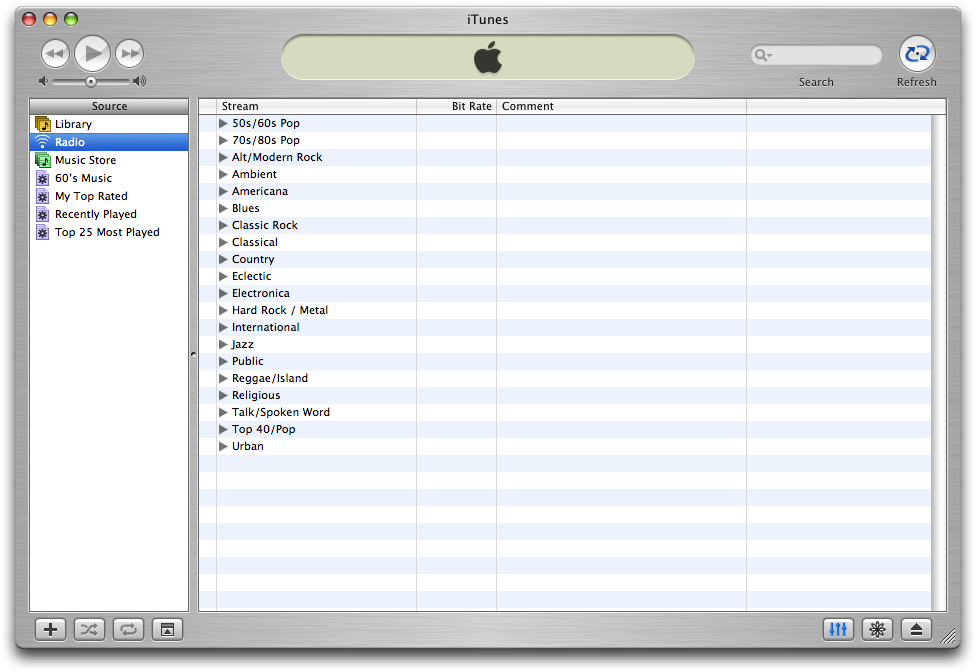 iTunes
Search
Refresh
Source
Library
Radio
Music Store
60's Music
My Top Rated
Recently Played
Top 25 Most Played
Stream Bit Rate Comment
50s/60s Pop
70s/80s Pop
Alt/Modern Rock
Ambient
Americana
Blues
Classic Rock
Classical
Country
Eclectic
Electronica
Hard Rock / Metal
International
Jazz
Public
Reggae/Island
Religious
Talk/Spoken Word
Top 40/Pop
Urban